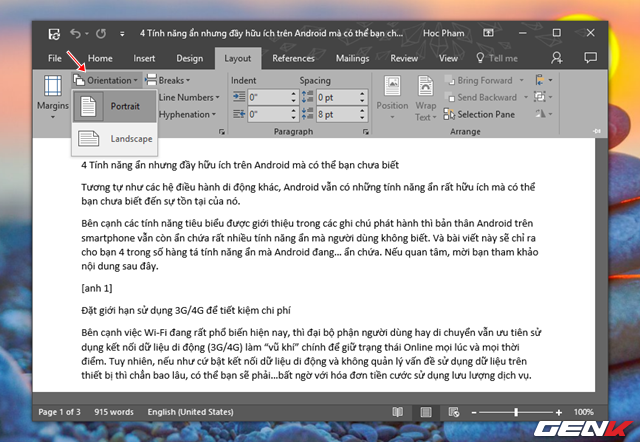 4 Tính năng ẩn nhưng đầy hữu ích trên Android mà có thể bạn ch...
Hoc Pham
File Home Insert Design Layout References Mailings Review View Tell me
Margins
Orientation
Portrait
Landscape
Breaks
Line Numbers
Hyphenation
Indent Spacing
0" 0 pt
0" 8 pt
Paragraph
Position
Wrap Text
Bring Forward
Send Backward
Selection Pane
Arrange
4 Tính năng ẩn nhưng đầy hữu ích trên Android mà có thể bạn chưa biết
Tương tự như các hệ điều hành di động khác, Android vẫn có những tính năng ẩn rất hữu ích mà có thể
bạn chưa biết đến sự tồn tại của nó.
Bên cạnh các tính năng tiêu biểu được giới thiệu trong các ghi chú phát hành thì bản thân Android trên
smartphone vẫn còn ẩn chứa rất nhiều tính năng ẩn mà người dùng không biết. Và bài viết này sẽ chỉ ra
cho bạn 4 trong số hàng tá tính năng ẩn mà Android đang... ẩn chứa. Nếu quan tâm, mời bạn tham khảo
nội dung sau đây.
[anh 1]
Đặt giới hạn sử dụng 3G/4G để tiết kiệm chi phí
Bên cạnh việc Wi-Fi đang rất phổ biến hiện nay, thì đại bộ phận người dùng hay di chuyển vẫn ưu tiên sử
dụng kết nối dữ liệu di động (3G/4G) làm “vũ khí” chính để giữ trạng thái Online mọi lúc và mọi thời
điểm. Tuy nhiên, nếu như cứ bật kết nối dữ liệu di động và không quản lý vấn đề sử dụng dữ liệu trên
thiết bị thì chẳn bao lâu, có thể bạn sẽ phải...bất ngờ với hóa đơn tiền cước sử dụng lưu lượng dịch vụ.
Page 1 of 3 915 words English (United States) 100%
GENK